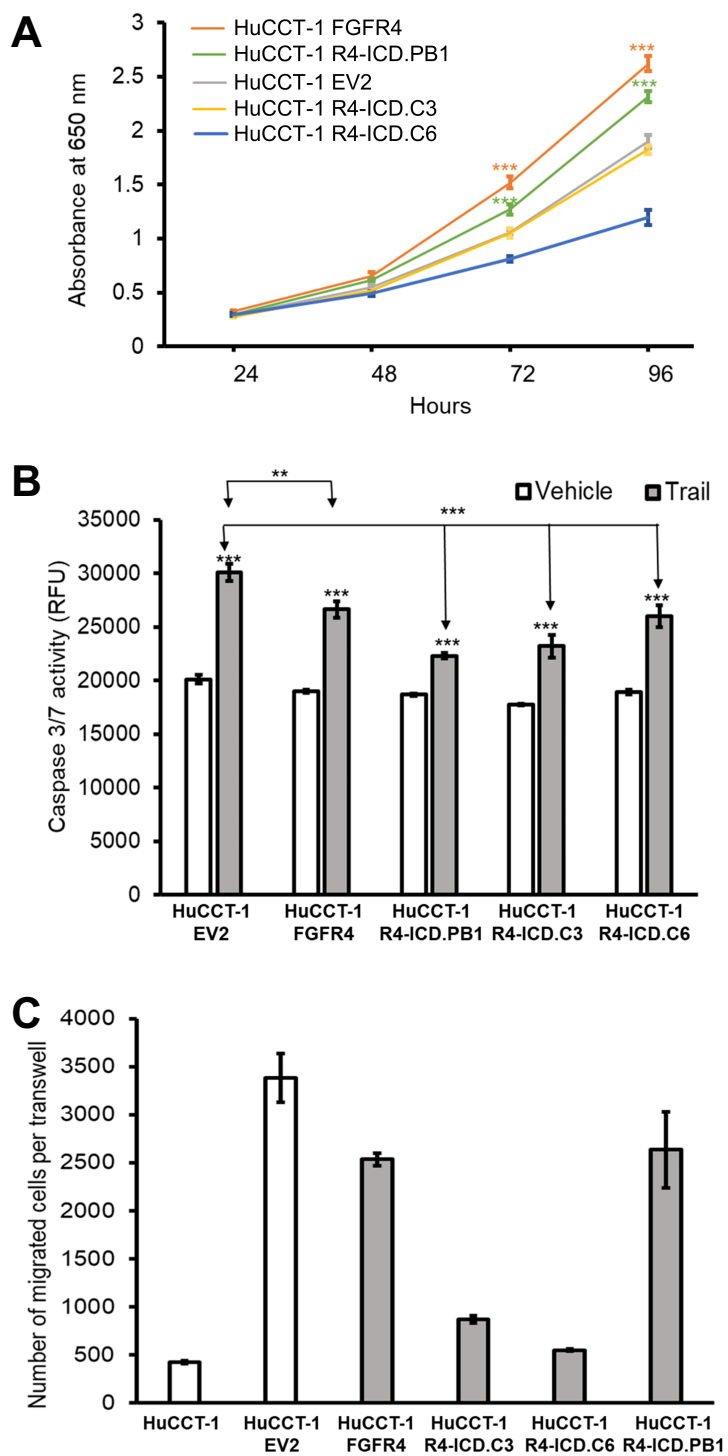 A
HuCCT-1 FGFR4
HuCCT-1 R4-ICD.PB1
HuCCT-1 EV2
HuCCT-1 R4-ICD.C3
HuCCT-1 R4-ICD.C6
Absorbance at 650 nm
3
2.5
2
1.5
1
0.5
0
***
***
***
***
24 48 72 96
Hours
B
**
Vehicle Trail
***
Caspase 3/7 activity (RFU)
35000
30000
25000
20000
15000
10000
5000
0
***
***
***
***
***
HuCCT-1 HuCCT-1 HuCCT-1 HuCCT-1 HuCCT-1
EV2 FGFR4 R4-ICD.PB1 R4-ICD.C3 R4-ICD.C6
C
Number of migrated cells per transwell
4000
3500
3000
2500
2000
1000
500
0
HuCCT-1 HuCCT-1 HuCCT-1 HuCCT-1 HuCCT-1 HuCCT-1
EV2 FGFR4 R4-ICD.C3 R4-ICD.C6 R4-ICD.PB1